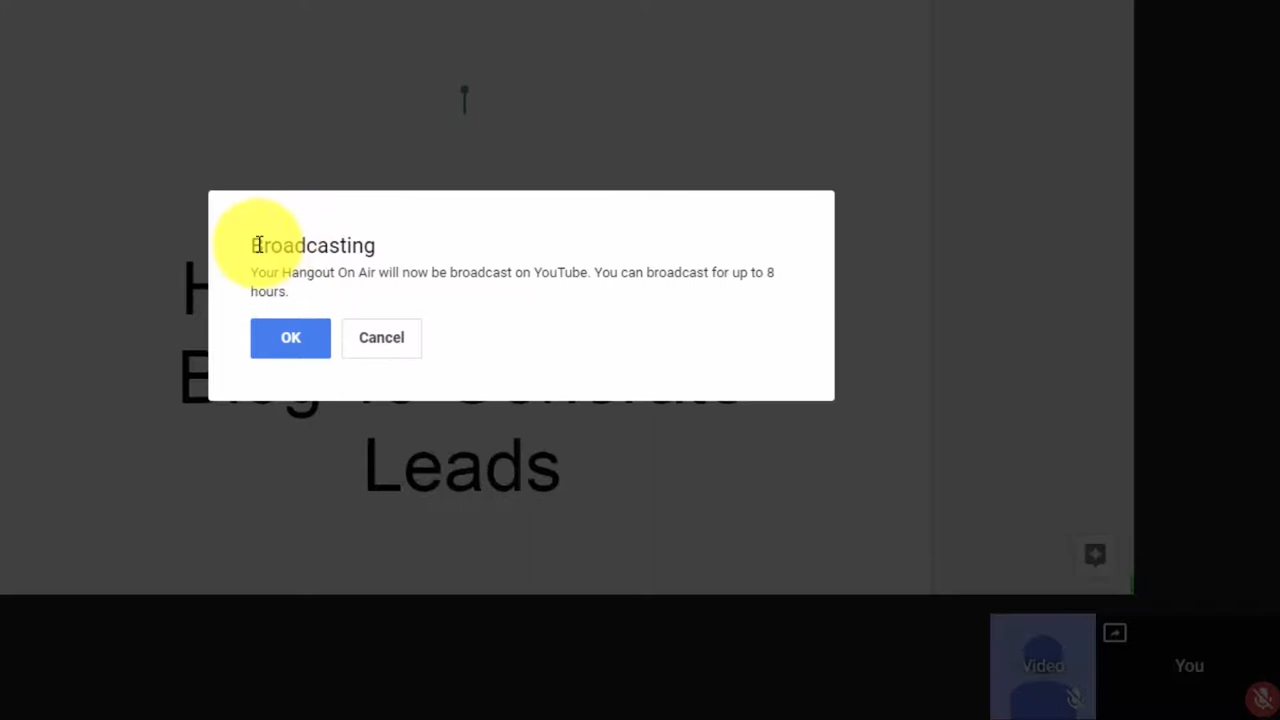 Broadcasting
Your Hangout On Air will now be broadcast on YouTube. You can broadcast for up to 8
hours.
OK Cancel
Leads
Video
You